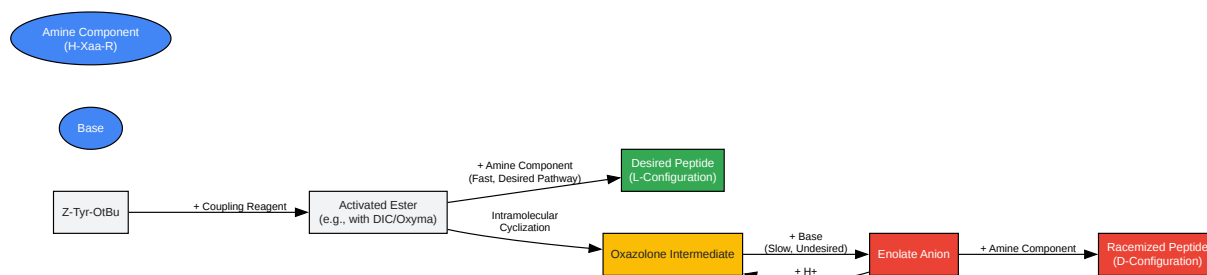 Amine Component
(H-Xaa-R)
Base
Z-Tyr-OtBu
+ Coupling Reagent
Activated Ester
(e.g., with DIC/Oxyma)
+ Amine Component
(Fast, Desired Pathway)
Desired Peptide
(L-Configuration)
Intramolecular
Cyclization
Oxazolone Intermediate
+ Base
(Slow, Undesired)
+ H+
Enolate Anion
+ Amine Component
Racemized Peptide
(D-Configuration)